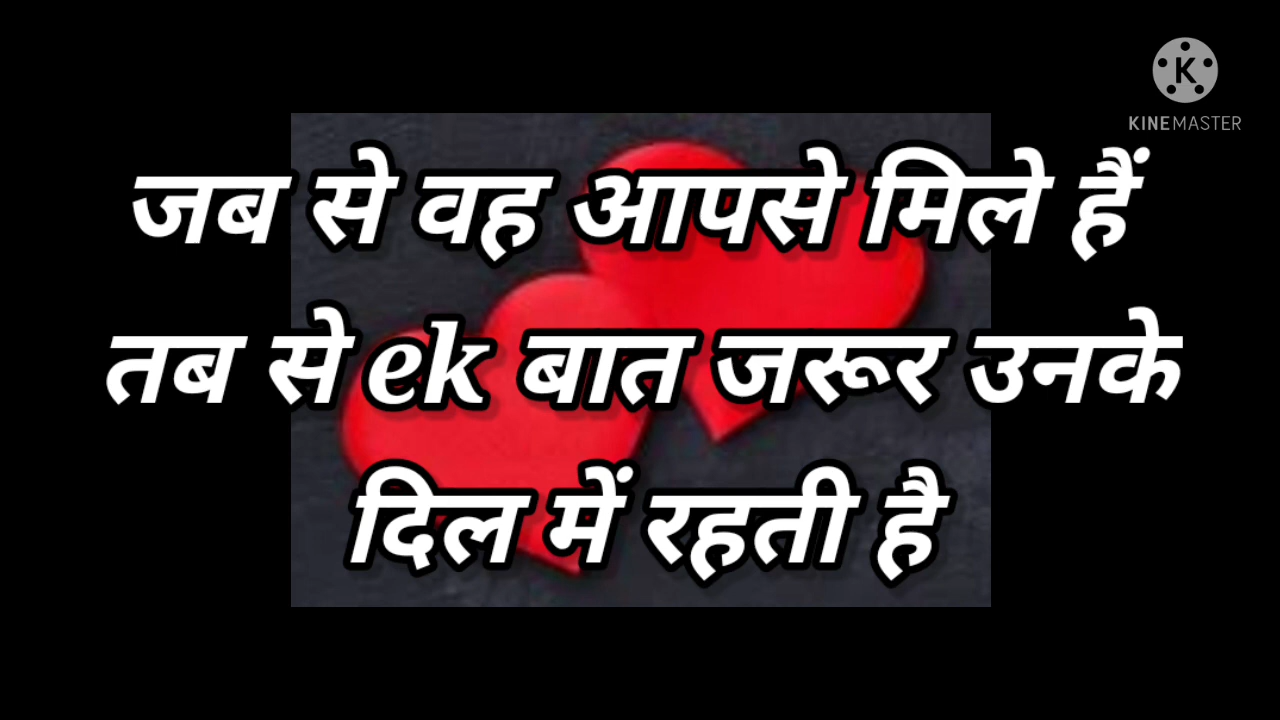 KINEMASTER
जब से वह आपसे मिले हैं
तब से ek बात जरूर उनके
दिल में रहती है